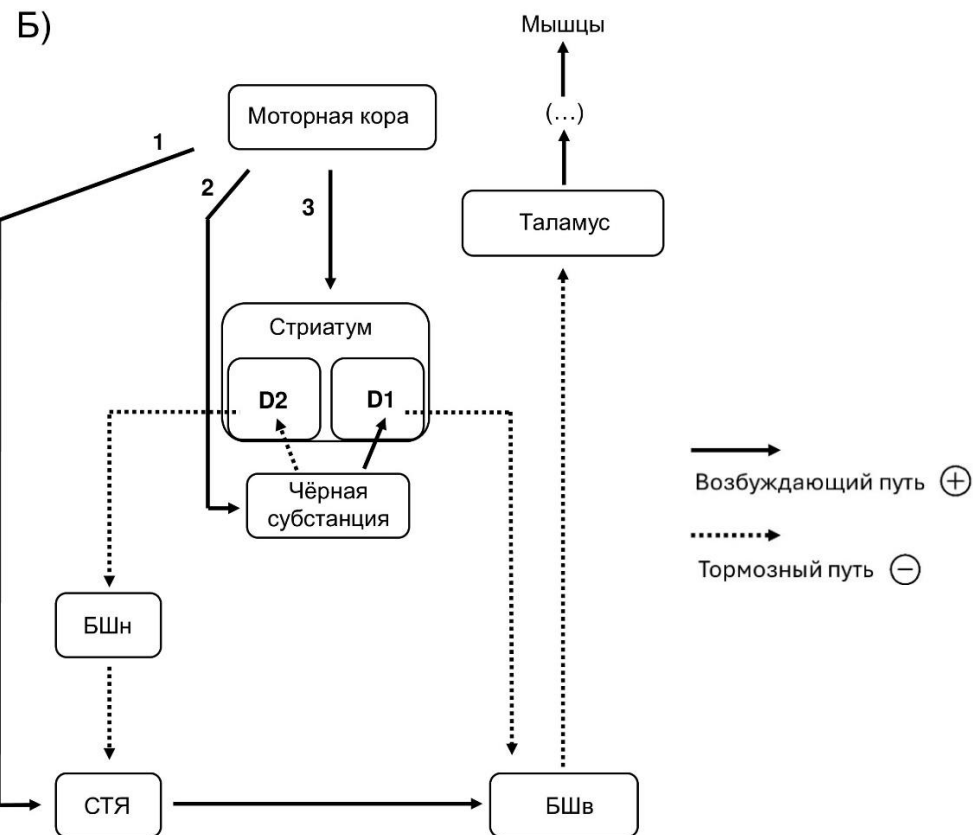 Б)
Мышцы
(...)
Моторная кора
1
2
3
Таламус
Стриатум
D2
D1
Чёрная
субстанция
Возбуждающий путь +
Тормозный путь −
БШн
СТЯ
БШв